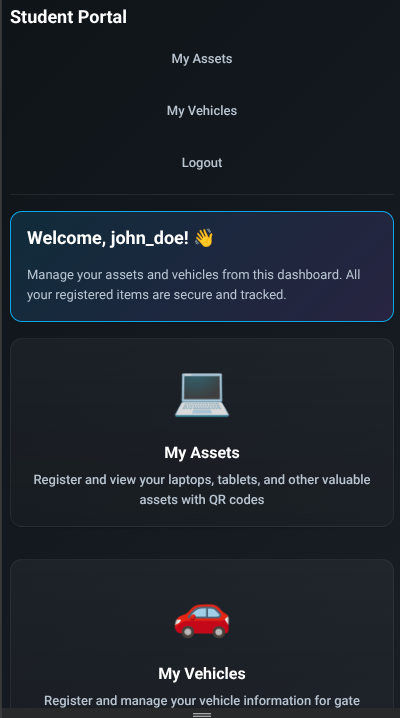 Student Portal
My Assets
My Vehicles
Logout
Welcome, john_doe! 👋
Manage your assets and vehicles from this dashboard. All
your registered items are secure and tracked.
My Assets
Register and view your laptops, tablets, and other valuable
assets with QR codes
My Vehicles
Register and manage your vehicle information for gate